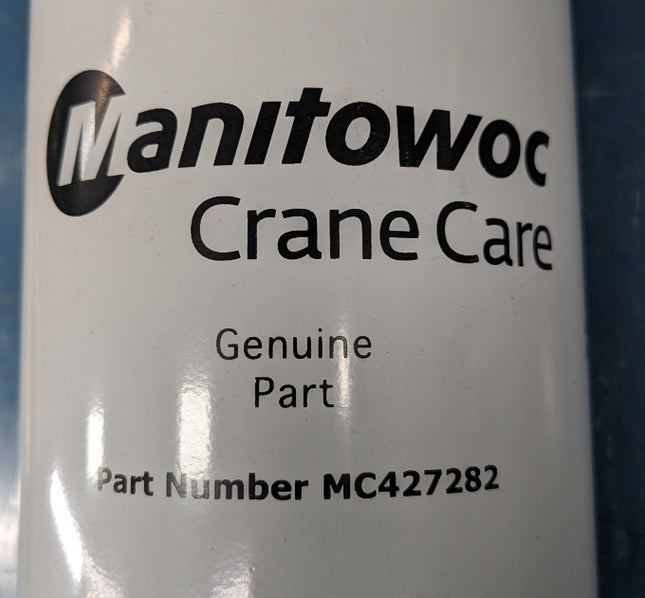 Manitowoc
Crane Care
Genuine
Part
Part Number MC427282